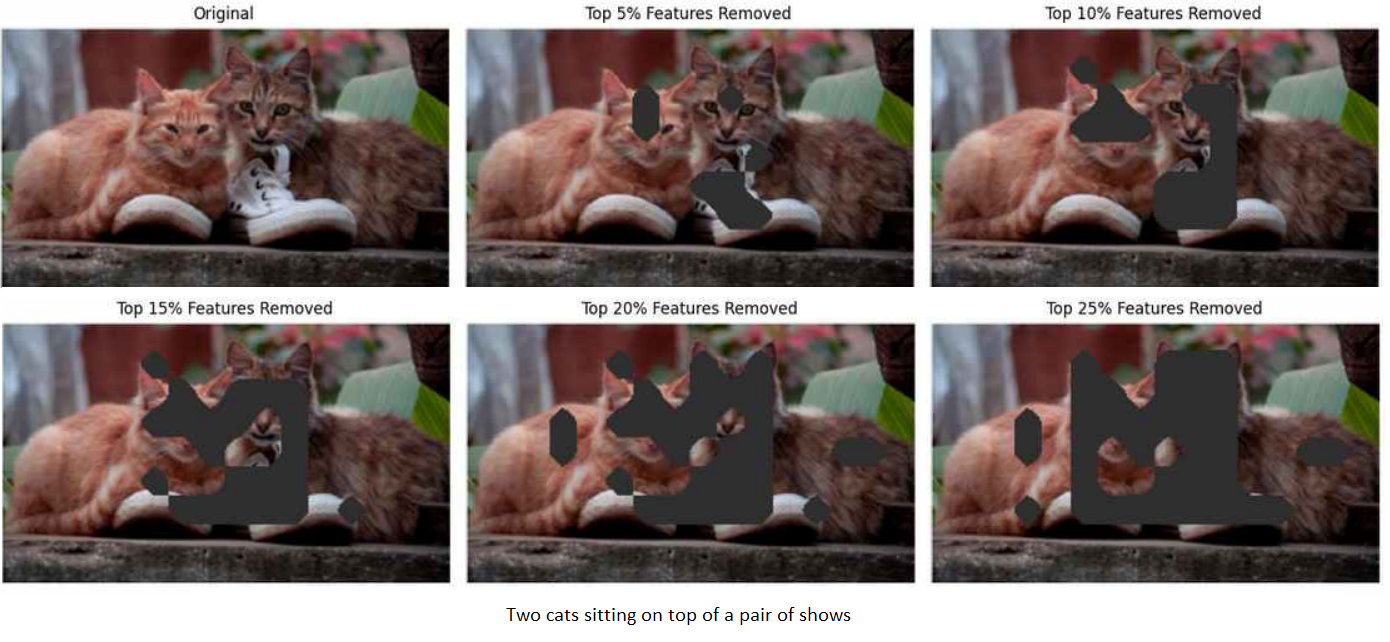 Original
Top 5% Features Removed
Top 10% Features Removed
Top 15% Features Removed
Top 20% Features Removed
Top 25% Features Removed
Two cats sitting on top of a pair of shows